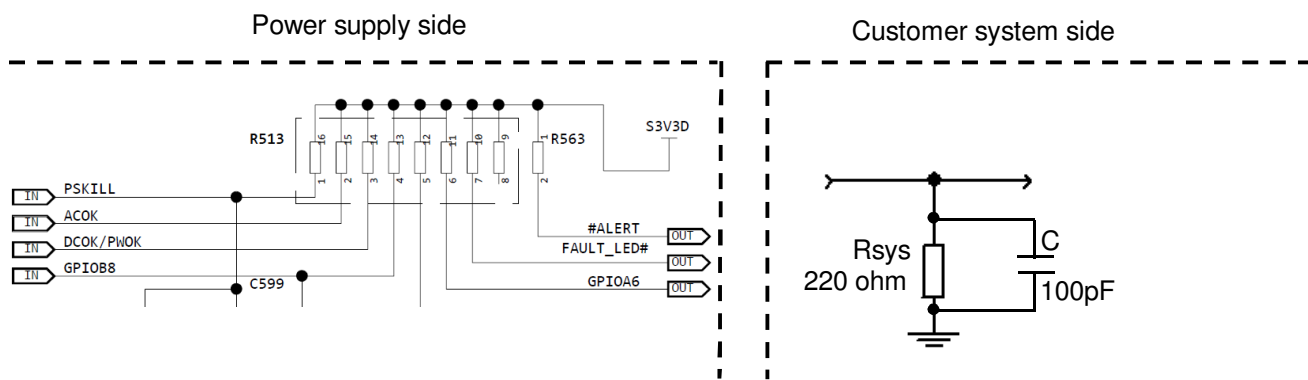 Power supply side
Customer system side
R513
16 15 14 13 12 11 10 9
1 R563
S3V3D
1 2 3 4 5 6 7 8
2
IN PSKILL
IN ACOK
IN DCOK/PWOK
IN GPIOB8
C599
#ALERT OUT
FAULT_LED# OUT
GPIOA6 OUT
Rsys
220 ohm
C
100pF